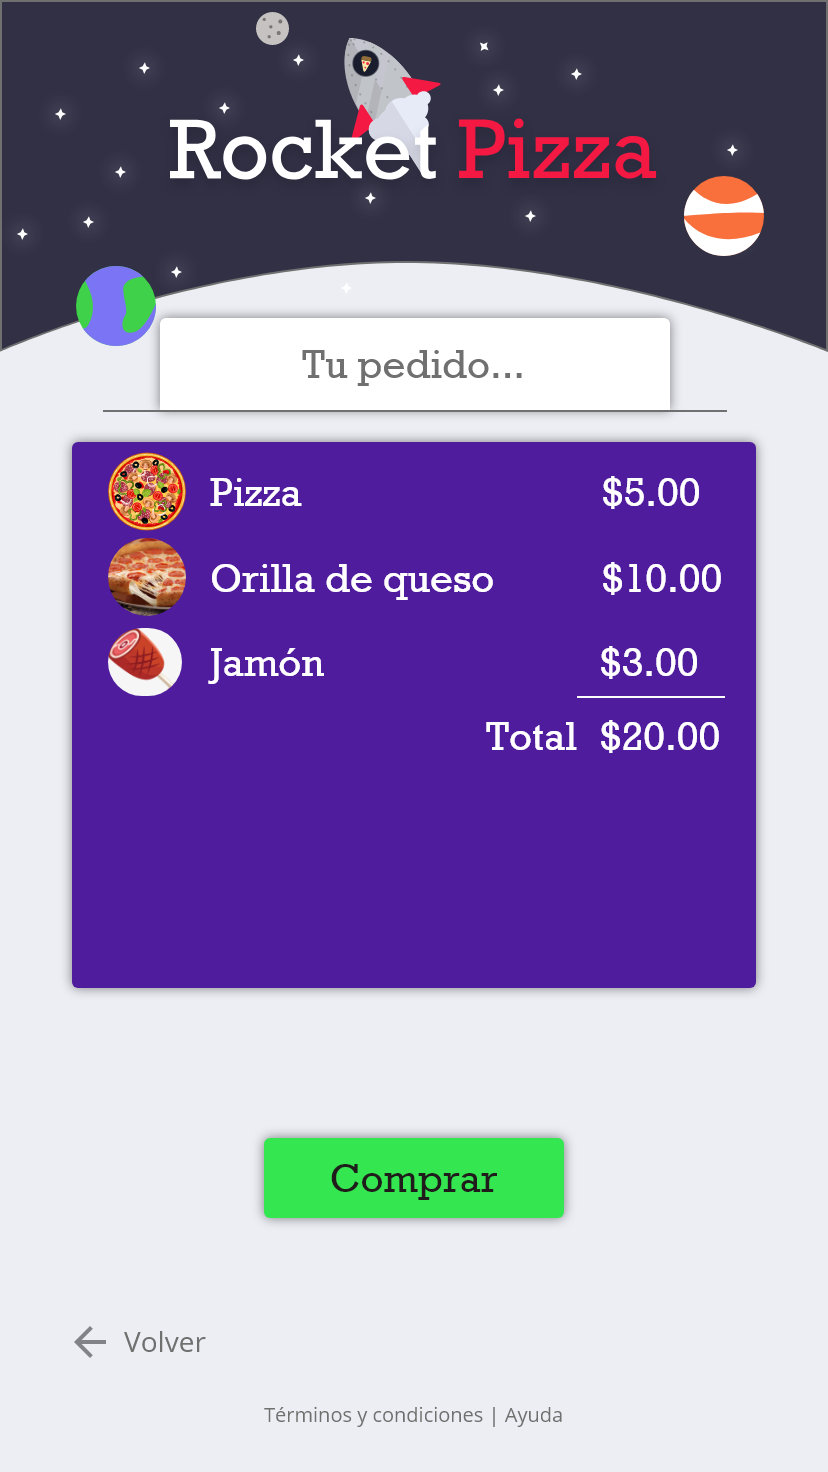 Rocket Pizza
Tu pedido...
Pizza $5.00
Orilla de queso $10.00
Jamón $3.00
Total $20.00
Comprar
Volver
Términos y condiciones | Ayuda